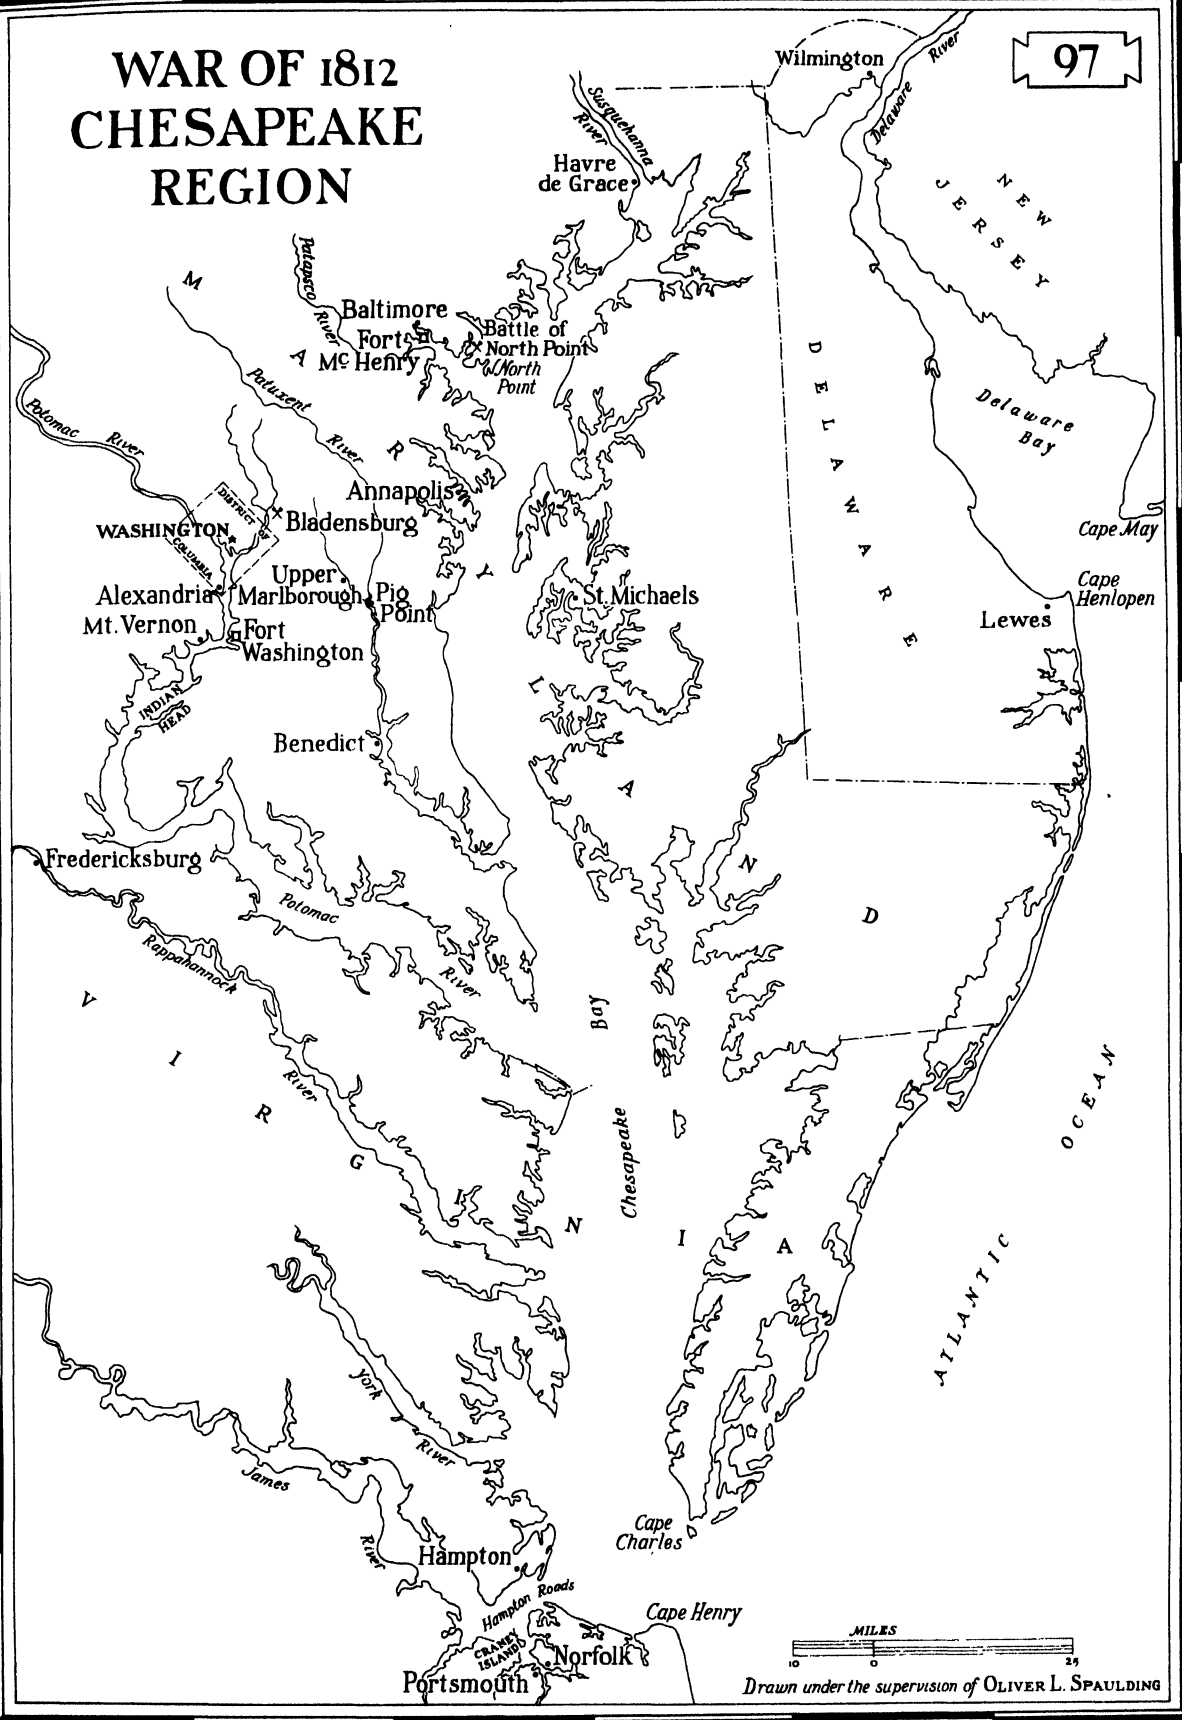 WAR OF 1812
CHESAPEAKE
REGION
97
Wilmington
Delaware River
Susquehanna
River
Havre
de Grace
NEW
JERSEY
Patapsco
River
MARYLAND
Baltimore
Fort
McHenry
Battle of
North Point
North
Point
DELAWARE
Patuxent
River
Potomac River
Delaware
Bay
Annapolis
DISTRICT OF
COLUMBIA
WASHINGTON
Bladensburg
Cape May
Cape
Henlopen
Lewes
Upper
Marlborough
Pig
Point
Alexandria
St. Michaels
Mt. Vernon
Fort
Washington
INDIAN
HEAD
Benedict
Fredericksburg
Potomac
River
Rappahannock
River
VIRGINIA
Chesapeake Bay
ATLANTIC OCEAN
York
River
James
River
Hampton
Hampton Roads
Cape
Charles
Cape Henry
CRANEY
ISLAND
Norfolk
Portsmouth
MILES
10 0 25
Drawn under the supervision of OLIVER L. SPAULDING